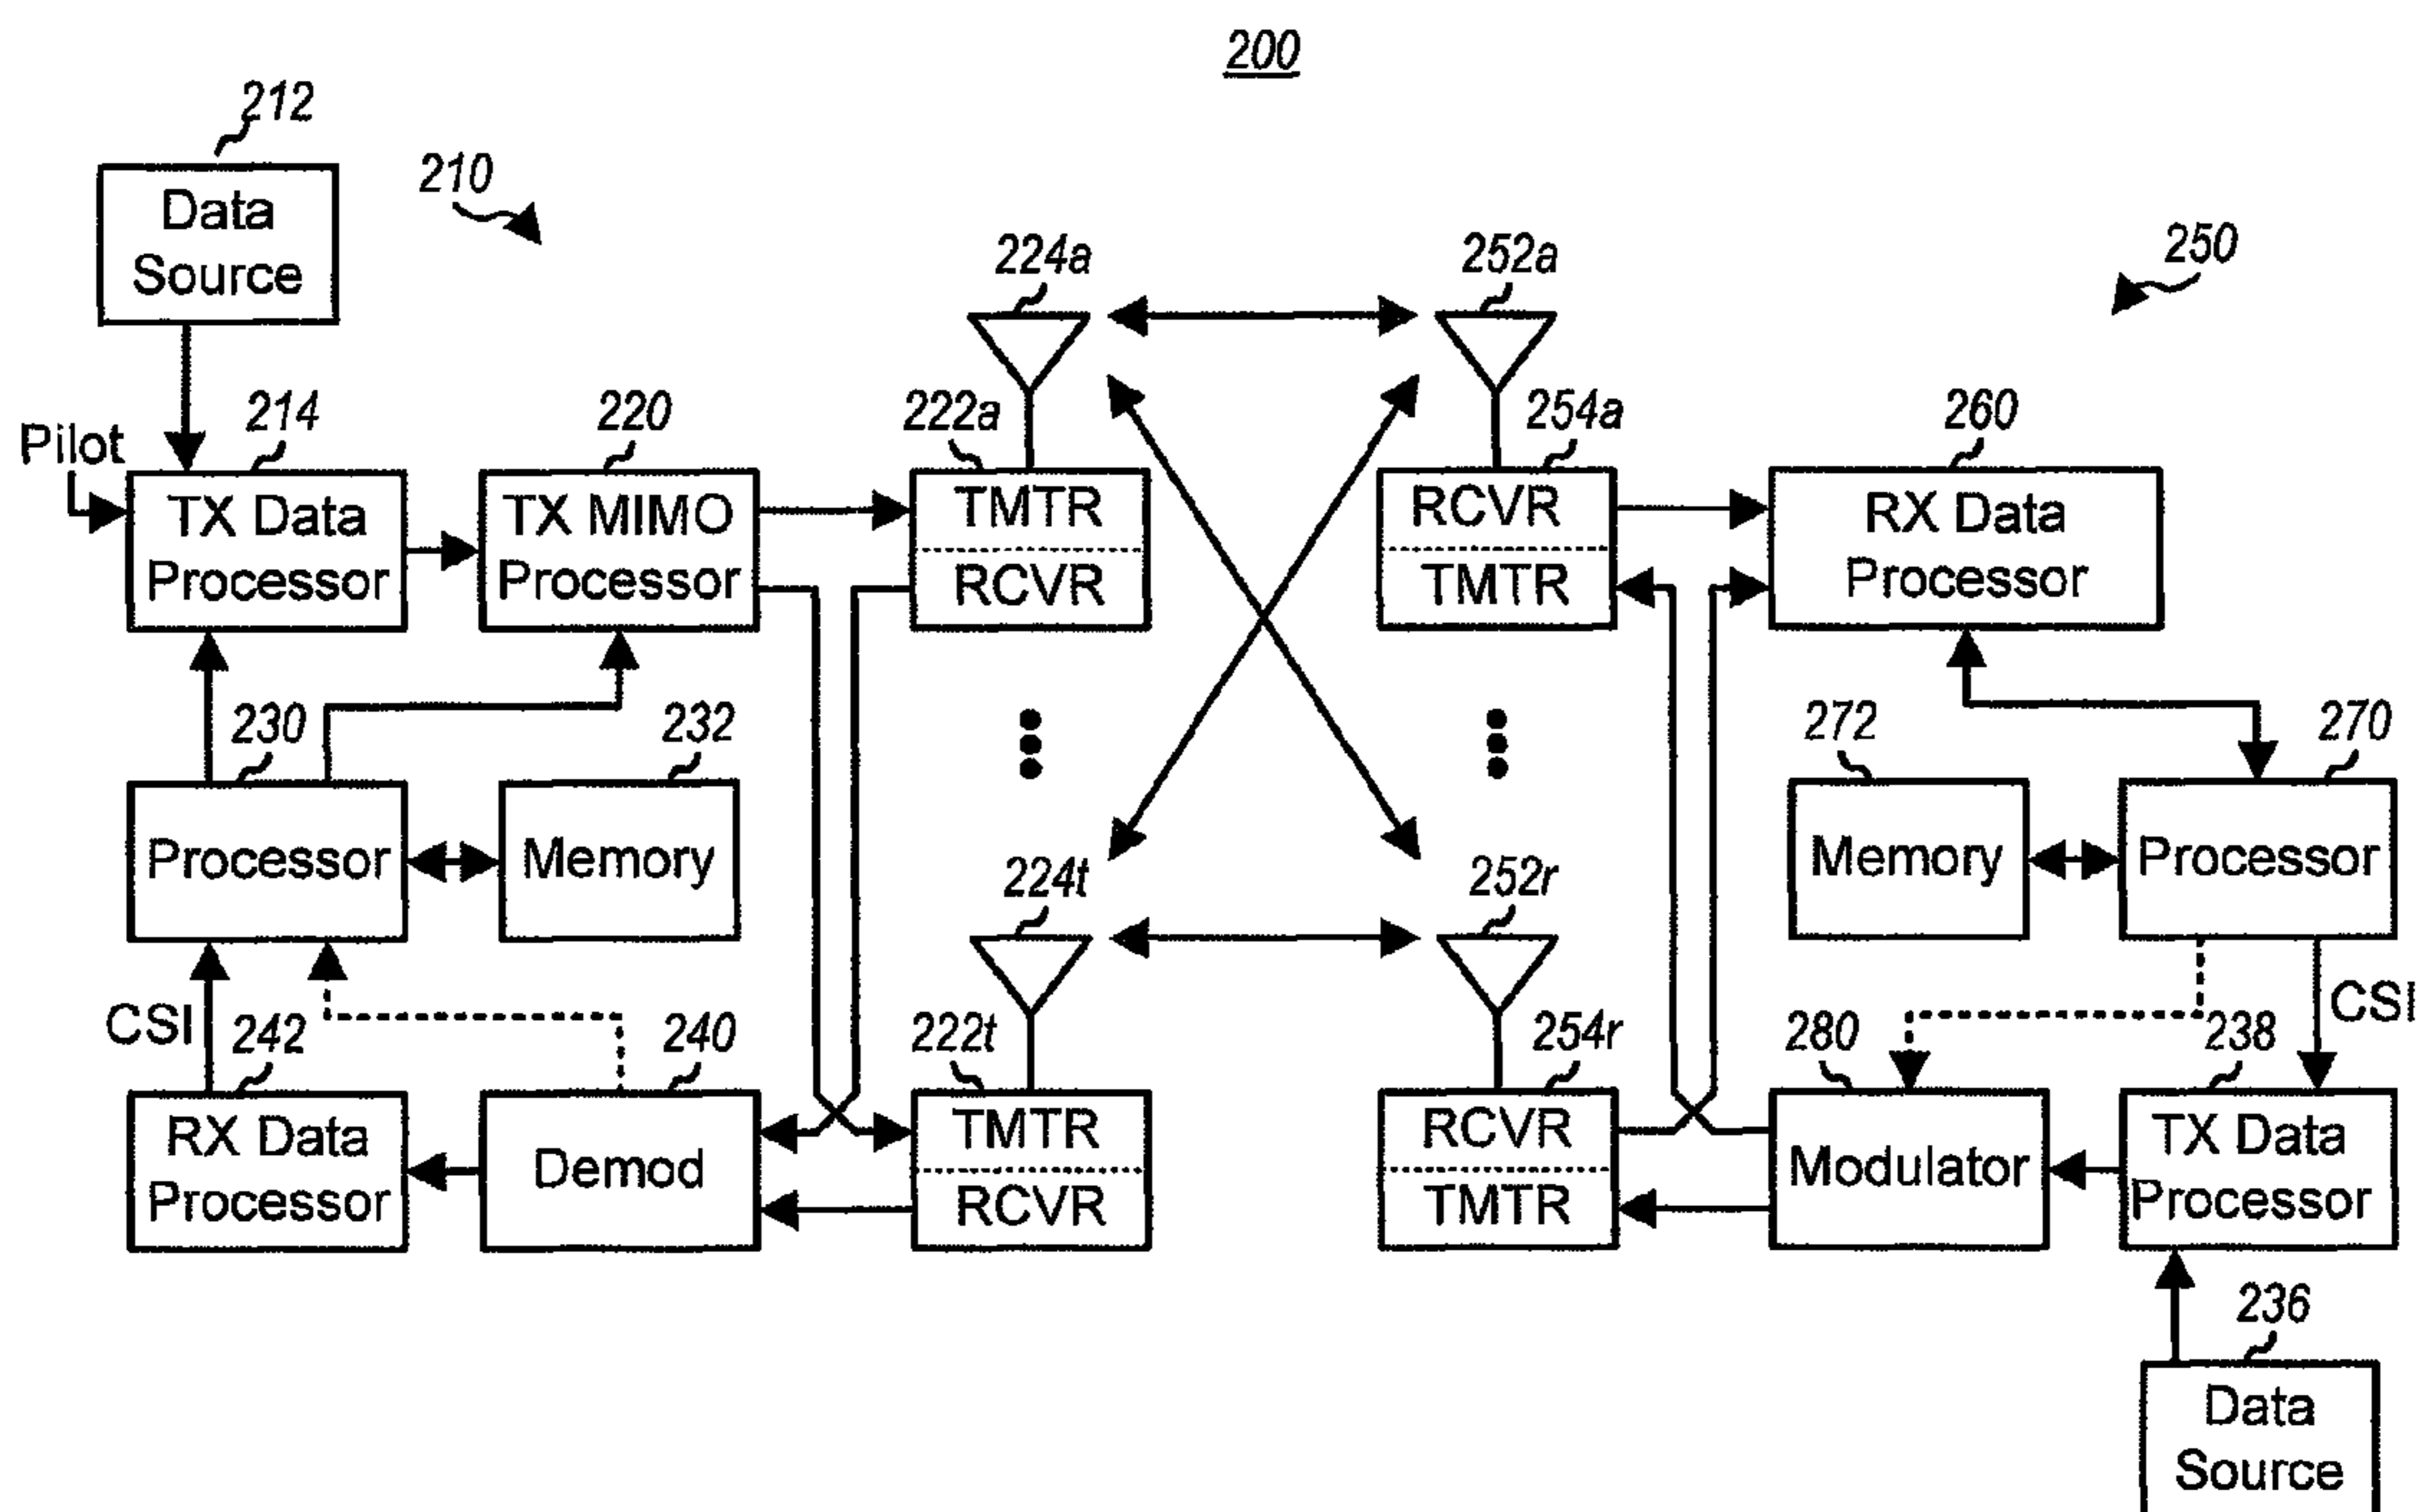 200
212
Data
Source
210
250
224a
252a
Pilot
214
220
222a
254a
260
TX Data
Processor
TX MIMO
Processor
TMTR
RCVR
RCVR
TMTR
RX Data
Processor
230
232
272
270
Processor
Memory
Memory
Processor
224t
252r
CSI
242
240
222t
254r
280
238
CSI
RX Data
Processor
Demod
TMTR
RCVR
RCVR
TMTR
Modulator
TX Data
Processor
236
Data
Source